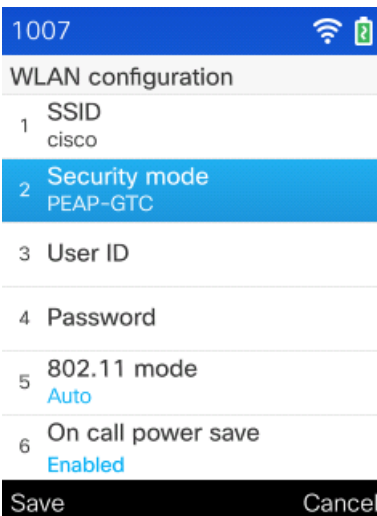 1007
WLAN configuration
1 SSID
cisco
2 Security mode
PEAP-GTC
3 User ID
4 Password
5 802.11 mode
Auto
6 On call power save
Enabled
Save Cancel